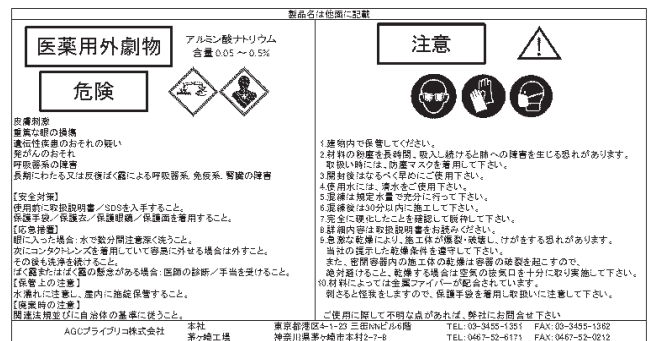 製品名は他面に記載
医薬用外劇物
アルミン酸ナトリウム
含量 0.05 ~ 0.5%
危険
皮膚刺激
重篤な眼の損傷
遺伝性疾患のおそれの疑い
発がんのおそれ
呼吸器系の障害
長期にわたる又は反復ばく露による呼吸器系, 免疫系, 腎臓の障害
【安全対策】
使用前に取扱説明書/SDSを入手すること。
保護手袋/保護衣/保護眼鏡/保護面を着用すること。
【応急措置】
眼に入った場合:水で数分間注意深く洗うこと。
次にコンタクトレンズを着用していて容易に外せる場合は外すこと。
その後も洗浄を続けること。
ばく露またはばく露の懸念がある場合:医師の診断/手当を受けること。
【保管上の注意】
水濡れに注意し、屋内に施錠保管すること。
【廃棄時の注意】
関連法規並びに自治体の基準に従うこと。
注意
1.建物内で保管してください。
2.材料の粉塵を長時間、吸入し続けると肺への障害を生じる恐れがあります。
取扱い時には、防塵マスクを着用して下さい。
3.開封後はなるべく早めにご使用下さい。
4.使用水には、清水をご使用下さい。
5.混練は規定水量で充分に行って下さい。
6.混練後は30分以内に施工して下さい。
7.完全に硬化したことを確認して脱枠して下さい。
8.詳細内容は取扱説明書をお読みください。
9.急激な乾燥により、施工体が爆裂・破壊し、けがをする恐れがあります。
当社の提示した乾燥条件を遵守して下さい。
また、密閉容器内の施工体の乾燥は容器の破裂を起こすので、
絶対避けること、乾燥する場合は空気の抜気口を十分に取り実施して下さい。
10.材料によっては金属ファイバーが配合されています。
刺さると怪我をしますので、保護手袋を着用し取扱いに注意して下さい。
ご使用に際して不明な点があれば、弊社にお問合せ下さい
AGCプライブリコ株式会社
本社 東京都港区4-1-23 三田NNビル6階 TEL:03-3455-1351 FAX:03-3455-1362
茅ヶ崎工場 神奈川県茅ヶ崎市本村2-7-8 TEL:0467-52-6171 FAX:0467-52-0212